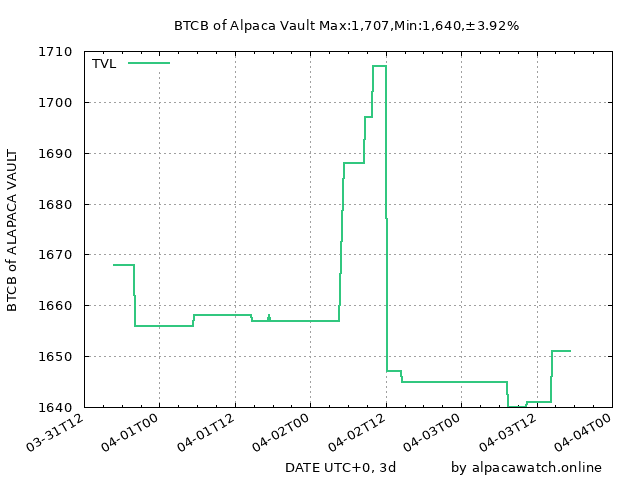 BTCB of Alpaca Vault Max:1,707,Min:1,640,±3.92%
TVL
1710
1700
1690
1680
1670
1660
1650
1640
BTCB of ALAPACA VAULT
03-31T12
04-01T00
04-01T12
04-02T00
04-02T12
04-03T00
04-03T12
04-04T00
DATE UTC+0, 3d
by alpacawatch.online